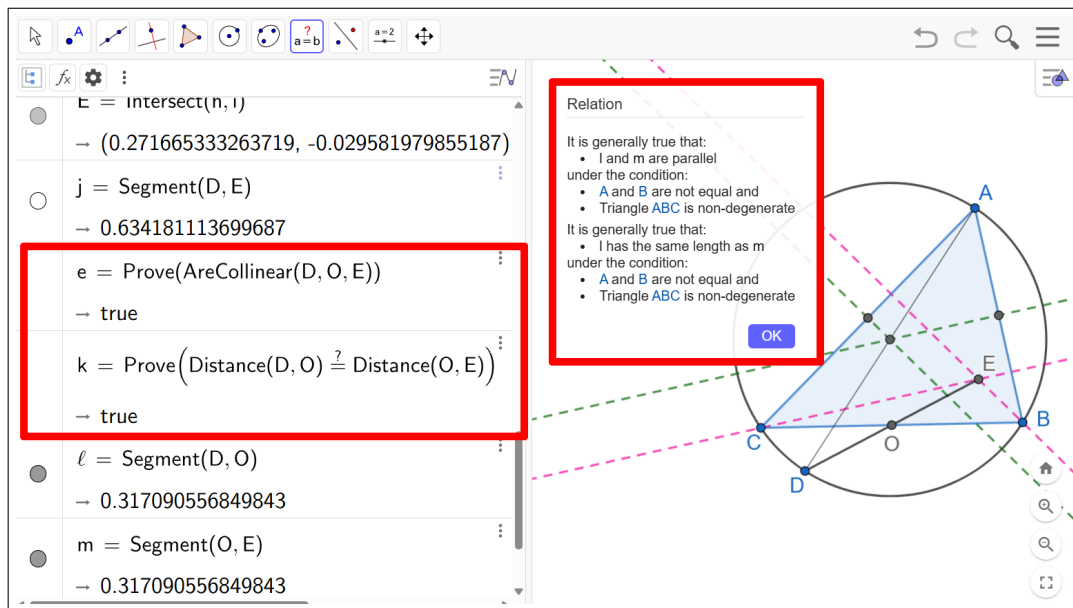 A
?
a=b
a=2
fx
E = Intersect(h, i)
→ (0.271665333263719, -0.029581979855187)
j = Segment(D, E)
→ 0.634181113699687
e = Prove(AreCollinear(D, O, E))
→ true
k = Prove(Distance(D, O) ≟ Distance(O, E))
→ true
ℓ = Segment(D, O)
→ 0.317090556849843
m = Segment(O, E)
→ 0.317090556849843
Relation
It is generally true that:
• l and m are parallel
under the condition:
• A and B are not equal and
• Triangle ABC is non-degenerate
It is generally true that:
• l has the same length as m
under the condition:
• A and B are not equal and
• Triangle ABC is non-degenerate
OK
A
E
B
C
O
D